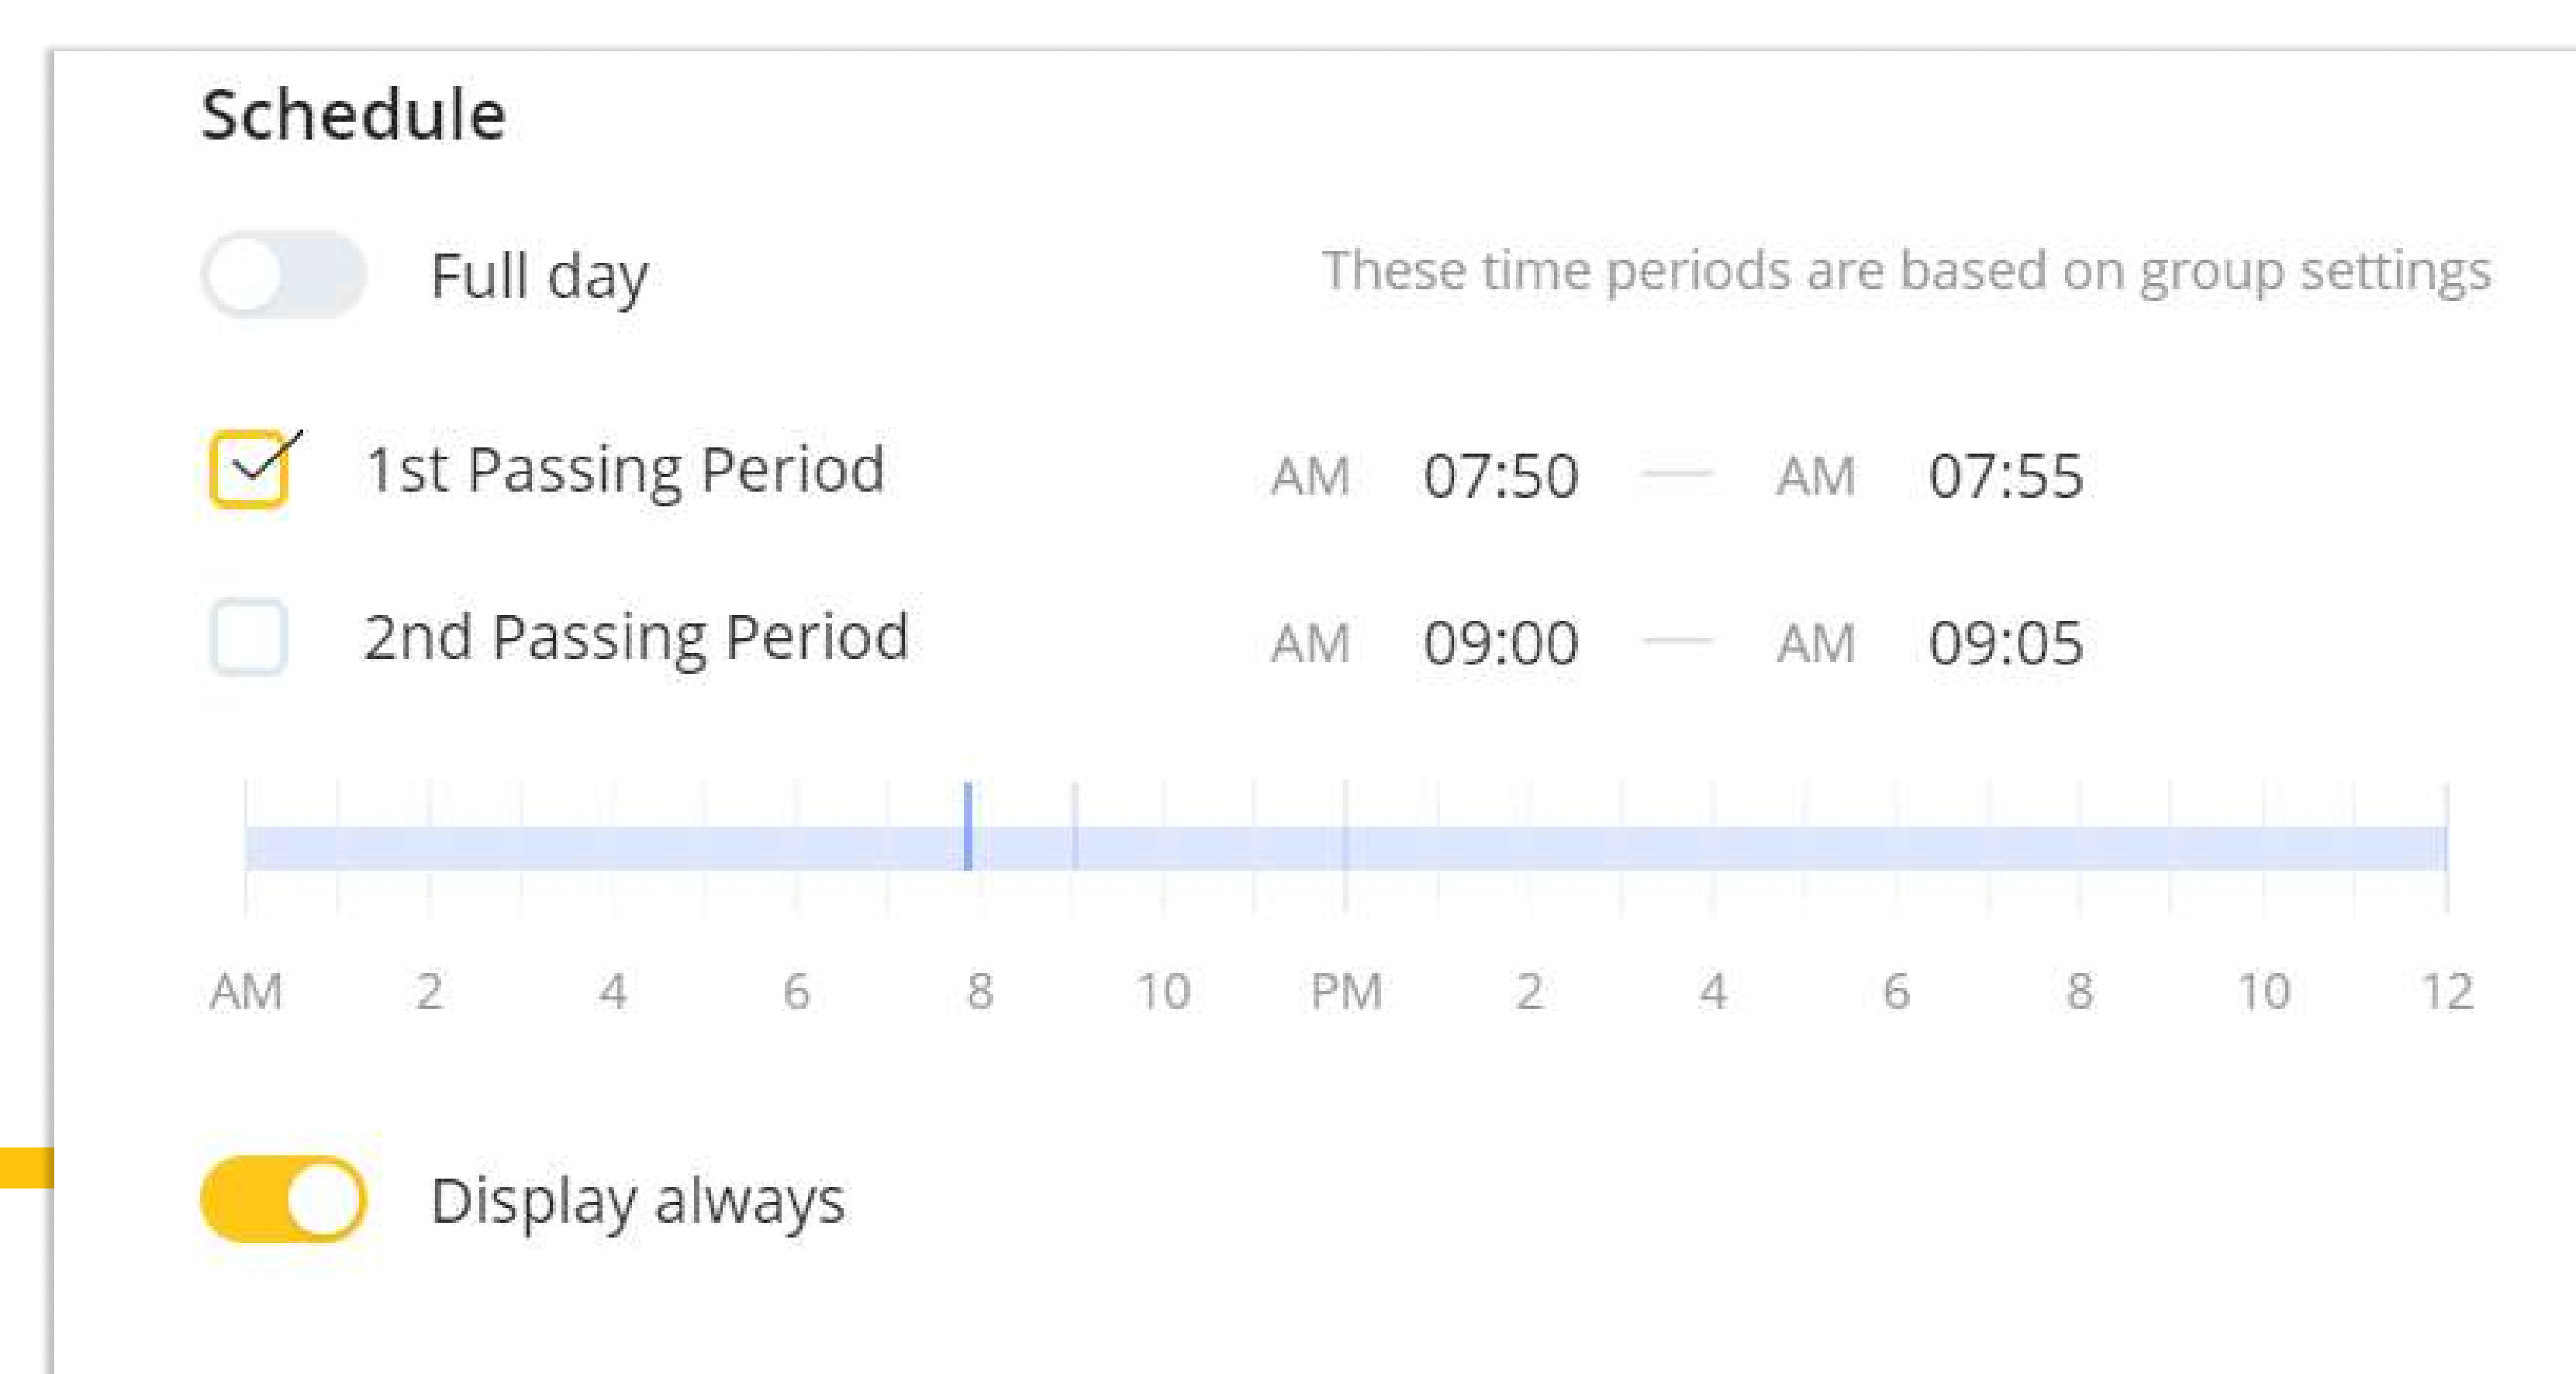 Schedule
Full day These time periods are based on group settings
1st Passing Period AM 07:50 — AM 07:55
2nd Passing Period AM 09:00 — AM 09:05
AM 2 4 6 8 10 PM 2 4 6 8 10 12
Display always